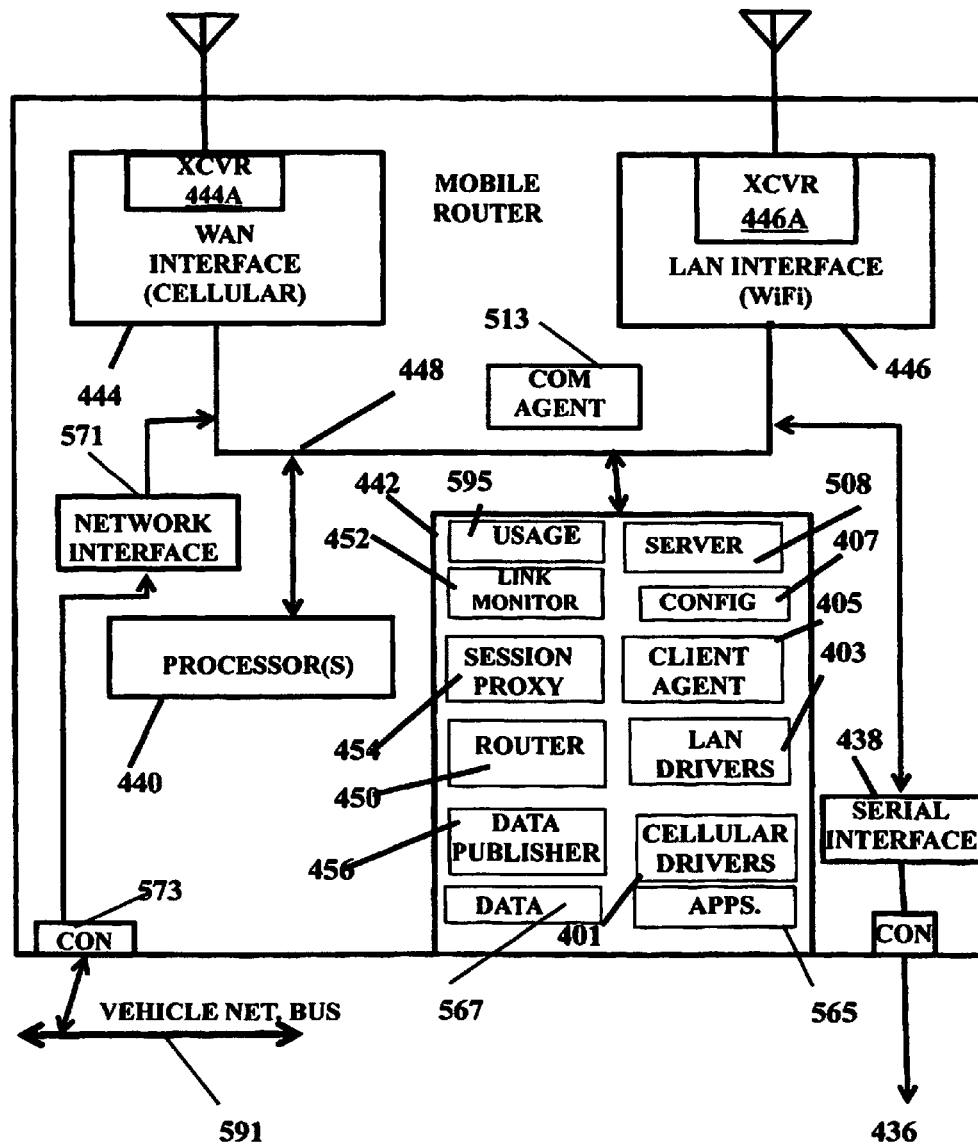 XCVR
444A
WAN
INTERFACE
(CELLULAR)
MOBILE
ROUTER
XCVR
446A
LAN INTERFACE
(WiFi)
444
513
COM
AGENT
446
448
571
NETWORK
INTERFACE
442
595
508
452
USAGE
SERVER
407
LINK
MONITOR
CONFIG
405
PROCESSOR(S)
SESSION
PROXY
CLIENT
AGENT
403
454
440
ROUTER
LAN
DRIVERS
438
450
SERIAL
INTERFACE
DATA
PUBLISHER
CELLULAR
DRIVERS
456
573
DATA
401
APPS.
CON
CON
VEHICLE NET, BUS
567
565
591
436